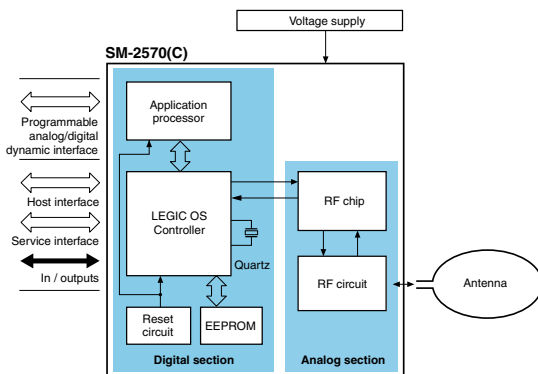 Voltage supply
SM-2570(C)
Application
processor
Programmable
analog/digital
dynamic interface
Host interface
LEGIC OS
Controller
RF chip
Service interface
Quartz
In / outputs
RF circuit
Antenna
Reset
circuit
EEPROM
Digital section
Analog section